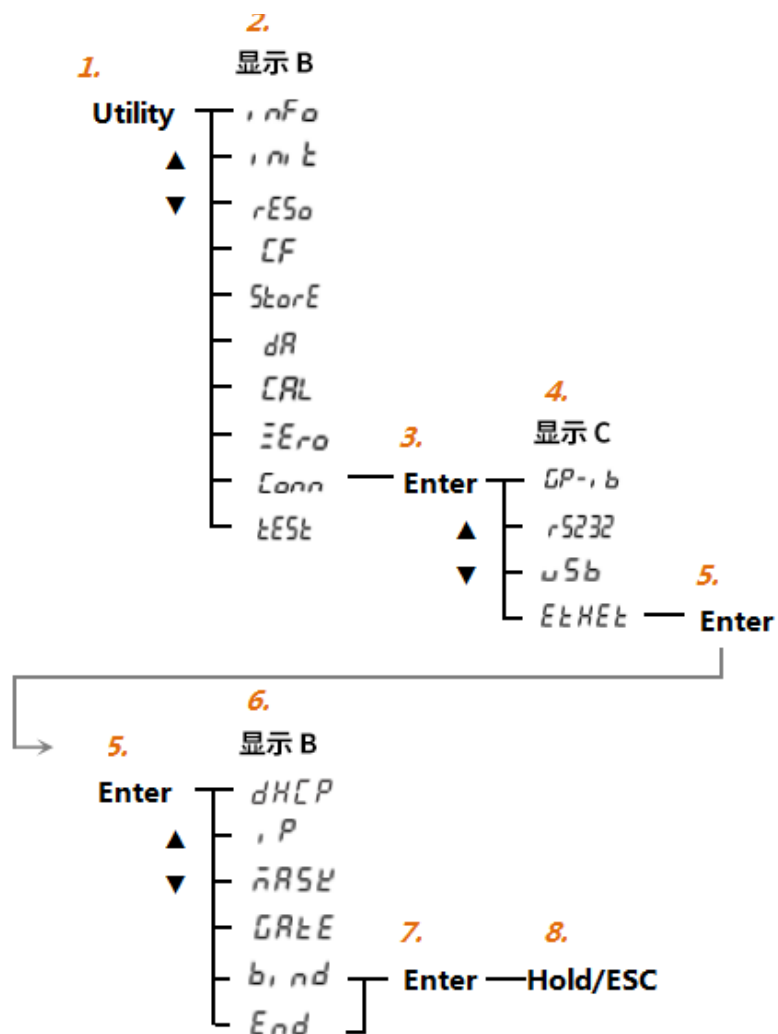 2.
显示 B
1.
Utility
inFo
▲
init
▼
rESo
CF
StorE
dA
CAL
ZEro
3.
4.
显示 C
Conn
Enter
GP-ib
tESt
▲
rS232
▼
uSb
5.
EtHEt
Enter
6.
显示 B
5.
Enter
dHCP
▲
iP
▼
mASK
GAtE
7.
8.
bind
Enter
Hold/ESC
End